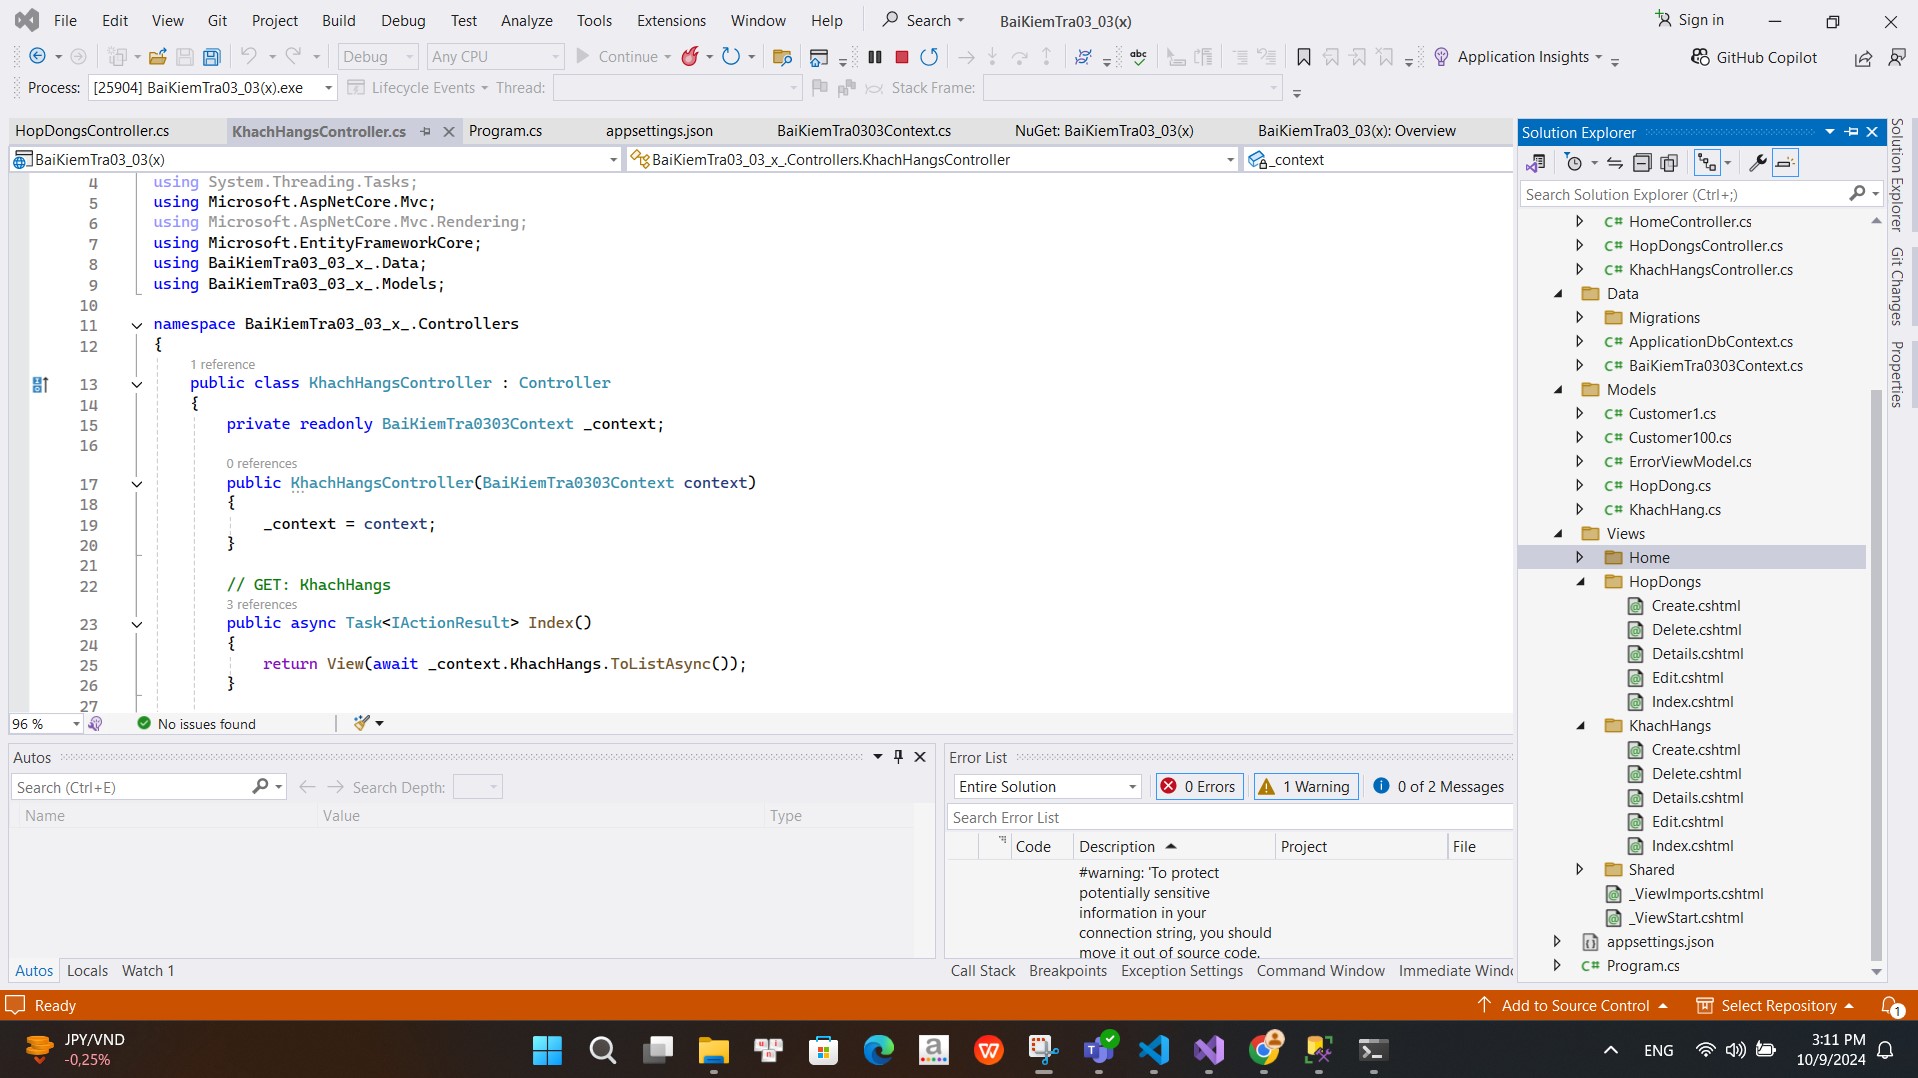 File Edit View Git Project Build Debug Test Analyze Tools Extensions Window Help Search BaiKiemTra03_03(x) Sign in
Debug Any CPU Continue abc Application Insights GitHub Copilot
Process: [25904] BaiKiemTra03_03(x).exe Lifecycle Events Thread: Stack Frame:
HopDongsController.cs KhachHangsController.cs Program.cs appsettings.json BaiKiemTra0303Context.cs NuGet: BaiKiemTra03_03(x) BaiKiemTra03_03(x): Overview
BaiKiemTra03_03(x) BaiKiemTra03_03_x_.Controllers.KhachHangsController _context
4 using System.Threading.Tasks;
5 using Microsoft.AspNetCore.Mvc;
6 using Microsoft.AspNetCore.Mvc.Rendering;
7 using Microsoft.EntityFrameworkCore;
8 using BaiKiemTra03_03_x_.Data;
9 using BaiKiemTra03_03_x_.Models;
10
11 namespace BaiKiemTra03_03_x_.Controllers
12 {
1 reference
13 public class KhachHangsController : Controller
14 {
15 private readonly BaiKiemTra0303Context _context;
16
0 references
17 public KhachHangsController(BaiKiemTra0303Context context)
18 {
19 _context = context;
20 }
21
22 // GET: KhachHangs
3 references
23 public async Task<IActionResult> Index()
24 {
25 return View(await _context.KhachHangs.ToListAsync());
26 }
27
96 % No issues found
Autos
Search (Ctrl+E) Search Depth:
Name Value Type
Autos Locals Watch 1
Error List
Entire Solution 0 Errors 1 Warning 0 of 2 Messages
Search Error List
Code Description Project File
#warning: 'To protect
potentially sensitive
information in your
connection string, you should
move it out of source code.
Call Stack Breakpoints Exception Settings Command Window Immediate Windo
Solution Explorer
Search Solution Explorer (Ctrl+;)
C# HomeController.cs
C# HopDongsController.cs
C# KhachHangsController.cs
Data
Migrations
C# ApplicationDbContext.cs
C# BaiKiemTra0303Context.cs
Models
C# Customer1.cs
C# Customer100.cs
C# ErrorViewModel.cs
C# HopDong.cs
C# KhachHang.cs
Views
Home
HopDongs
Create.cshtml
Delete.cshtml
Details.cshtml
Edit.cshtml
Index.cshtml
KhachHangs
Create.cshtml
Delete.cshtml
Details.cshtml
Edit.cshtml
Index.cshtml
Shared
_ViewImports.cshtml
_ViewStart.cshtml
appsettings.json
C# Program.cs
Solution Explorer
Git Changes
Properties
Ready Add to Source Control Select Repository 1
JPY/VND
-0,25%
ENG
3:11 PM
10/9/2024